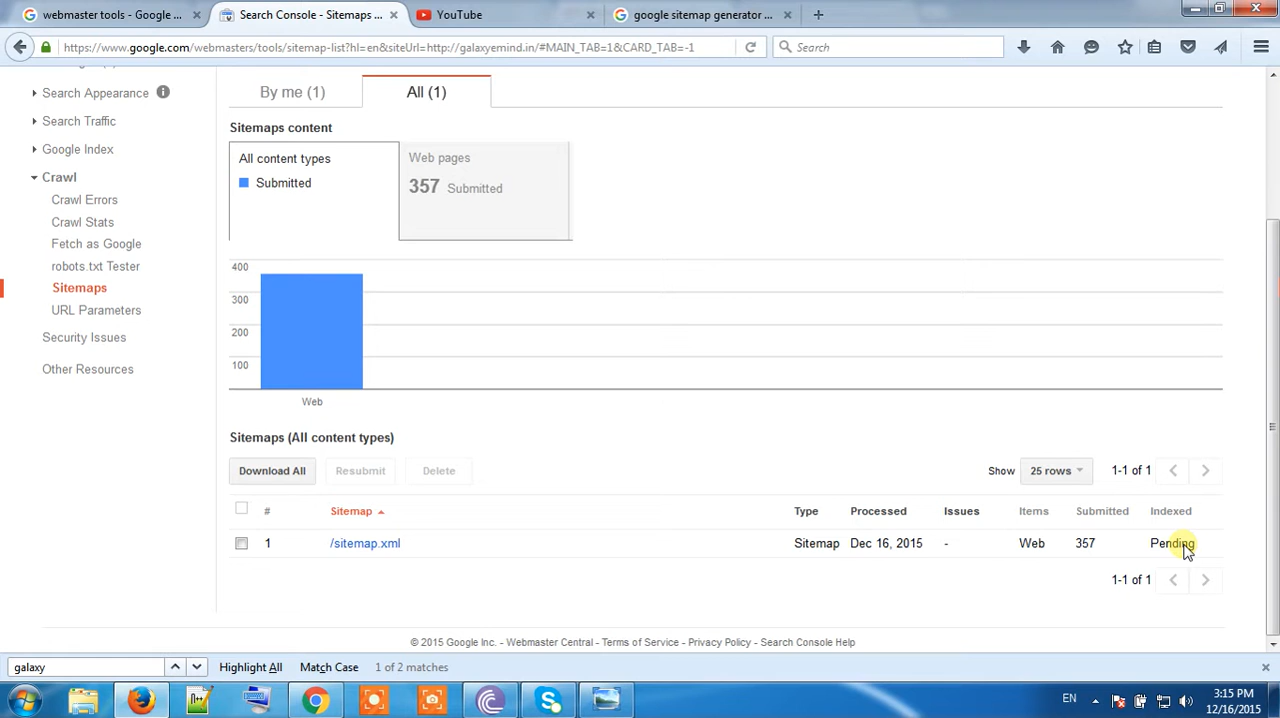 webmaster tools - Google ...
Search Console - Sitemaps ...
YouTube
google sitemap generator ...
https://www.google.com/webmasters/tools/sitemap-list?hl=en&siteUrl=http://galaxyemind.in/#MAIN_TAB=1&CARD_TAB=-1
Search
Search Appearance
Search Traffic
Google Index
Crawl
Crawl Errors
Crawl Stats
Fetch as Google
robots.txt Tester
Sitemaps
URL Parameters
Security Issues
Other Resources
By me (1)
All (1)
Sitemaps content
All content types
Submitted
Web pages
357 Submitted
400
300
200
100
Web
Sitemaps (All content types)
Download All
Resubmit
Delete
Show
25 rows
1-1 of 1
# Sitemap Type Processed Issues Items Submitted Indexed
1 /sitemap.xml Sitemap Dec 16, 2015 - Web 357 Pending
1-1 of 1
© 2015 Google Inc. - Webmaster Central - Terms of Service - Privacy Policy - Search Console Help
galaxy
Highlight All
Match Case
1 of 2 matches
EN
3:15 PM
12/16/2015